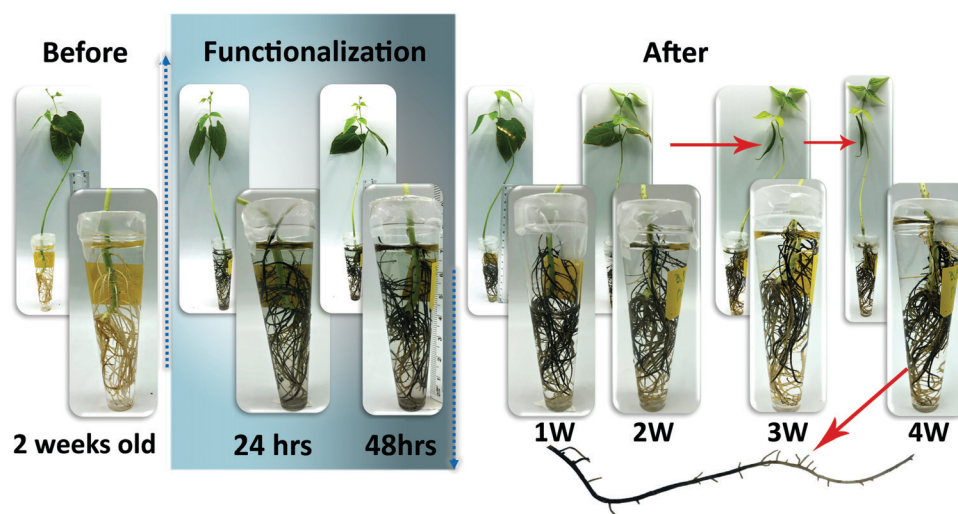 Before
Functionalization
After
2 weeks old
24 hrs
48hrs
1W
2W
3W
4W